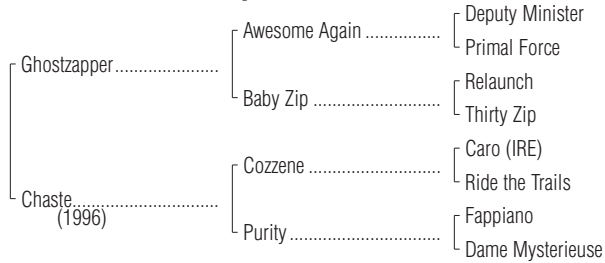 Deputy Minister
Awesome Again ................
Primal Force
Ghostzapper......................
Relaunch
Baby Zip ...........................
Thirty Zip
Caro (IRE)
Cozzene ............................
Ride the Trails
Chaste...............................
(1996)
Fappiano
Purity ................................
Dame Mysterieuse